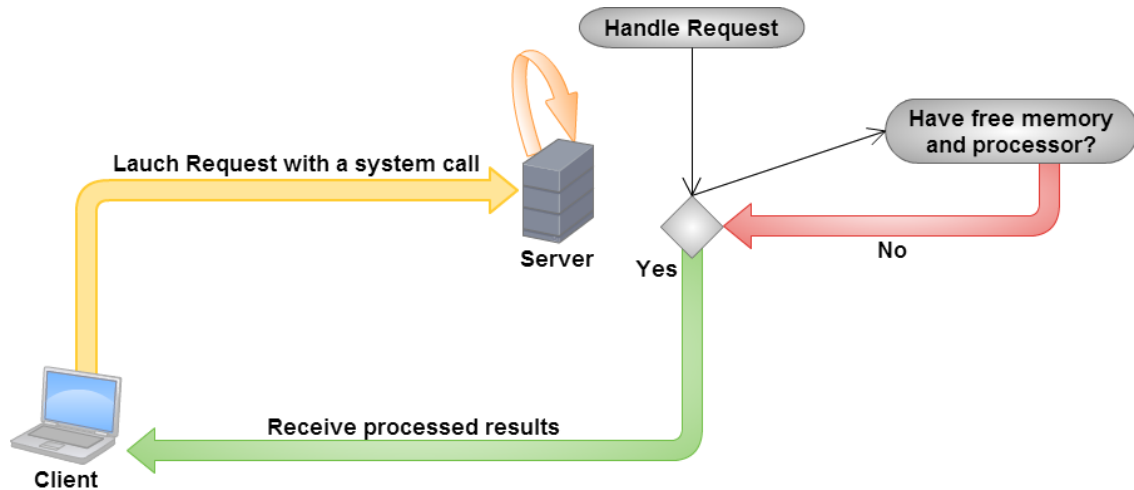 Handle Request
Have free memory
and processor?
Lauch Request with a system call
Server
No
Yes
Receive processed results
Client